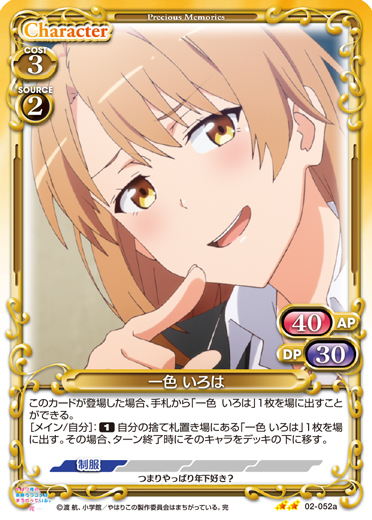 Precious Memories
Character
COST
3
SOURCE
2
40 AP
DP 30
一色 いろは
このカードが登場した場合、手札から「一色 いろは」1枚を場に出すこと
ができる。
[メイン/自分]:1自分の捨て札置き場にある「一色 いろは」1枚を場
に出す。その場合、ターン終了時にそのキャラをデッキの下に移す。
制服
つまりやっぱり年下好き?
©渡 航、小学館/やはりこの製作委員会はまちがっている。完
02-052a